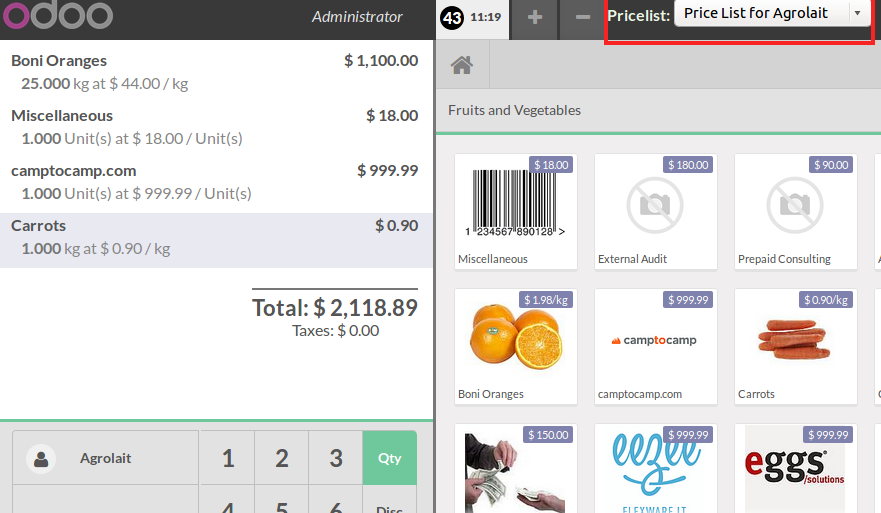 odoo
Administrator
43 11:19 + −
Pricelist: Price List for Agrolait
Boni Oranges $ 1,100.00
25.000 kg at $ 44.00 / kg
Miscellaneous $ 18.00
1.000 Unit(s) at $ 18.00 / Unit(s)
camptocamp.com $ 999.99
1.000 Unit(s) at $ 999.99 / Unit(s)
Carrots $ 0.90
1.000 kg at $ 0.90 / kg
Total: $ 2,118.89
Taxes: $ 0.00
Agrolait 1 2 3 Qty
4 5 6 Disc
Fruits and Vegetables
$ 18.00
1 234567 890128 >
Miscellaneous
$ 180.00
External Audit
$ 90.00
Prepaid Consulting
$ 1.98/kg
Boni Oranges
$ 999.99
camptocamp
camptocamp.com
$ 0.90/kg
Carrots
$ 150.00
$ 999.99
eezee
FLEXWARE IT
$ 999.99
eggs
/solutions